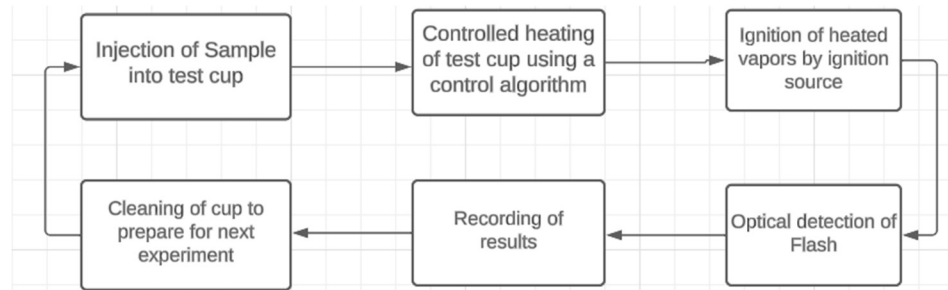 Injection of Sample
into test cup
Controlled heating
of test cup using a
control algorithm
Ignition of heated
vapors by ignition
source
Optical detection of
Flash
Recording of
results
Cleaning of cup to
prepare for next
experiment